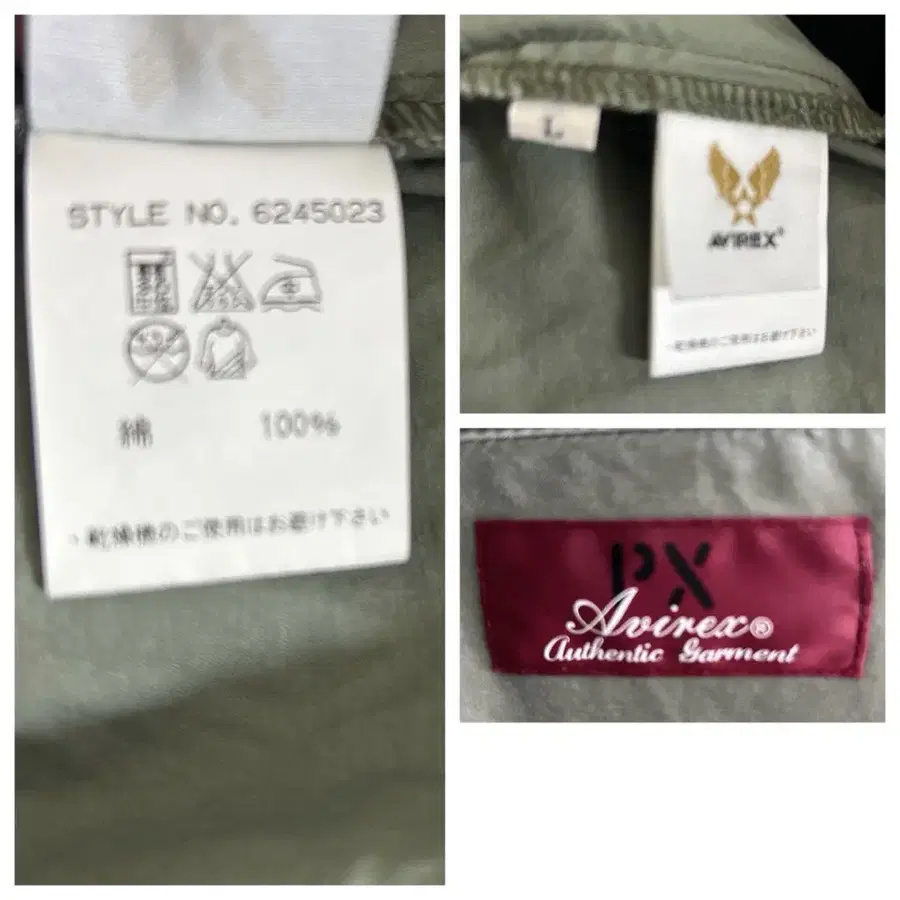 STYLE NO. 6245023
綿 100%
・乾燥機のご使用はお避け下さい
L
AVIREX®
・乾燥機のご使用はお避け下さい
PX
Avirex®
Authentic Garment